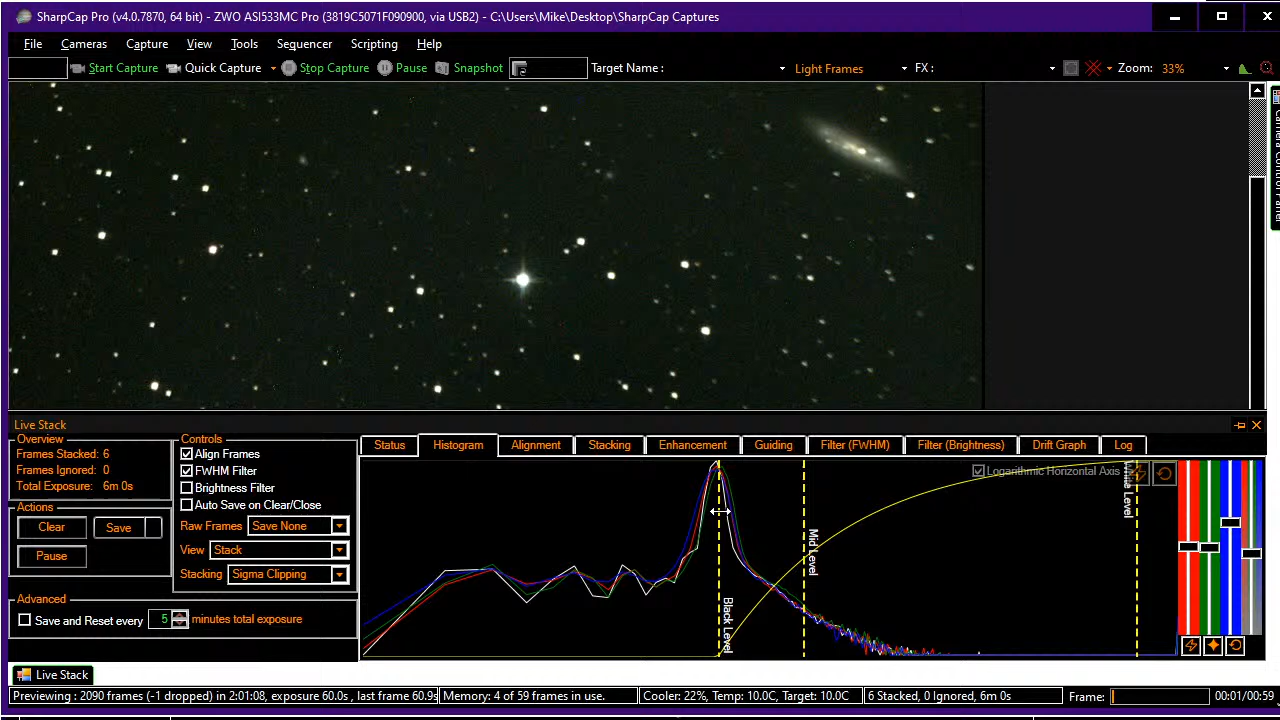 SharpCap Pro (v4.0.7870, 64 bit) - ZWO ASI533MC Pro (3819C5071F090900, via USB2) - C:\Users\Mike\Desktop\SharpCap Captures
File Cameras Capture View Tools Sequencer Scripting Help
Start Capture Quick Capture Stop Capture Pause Snapshot Target Name : Light Frames FX : Zoom: 33%
Camera Control Panel
Live Stack
Overview
Frames Stacked: 6
Frames Ignored: 0
Total Exposure: 6m 0s
Actions
Clear Save
Pause
Controls
Align Frames
FWHM Filter
Brightness Filter
Auto Save on Clear/Close
Raw Frames Save None
View Stack
Stacking Sigma Clipping
Advanced
Save and Reset every 5 minutes total exposure
Status Histogram Alignment Stacking Enhancement Guiding Filter (FWHM) Filter (Brightness) Drift Graph Log
Logarithmic Horizontal Axis
Black Level
Mid Level
White Level
Live Stack
Previewing : 2090 frames (-1 dropped) in 2:01:08, exposure 60.0s, last frame 60.9s Memory: 4 of 59 frames in use. Cooler: 22%, Temp: 10.0C, Target: 10.0C 6 Stacked, 0 Ignored, 6m 0s Frame: 00:01/00:59